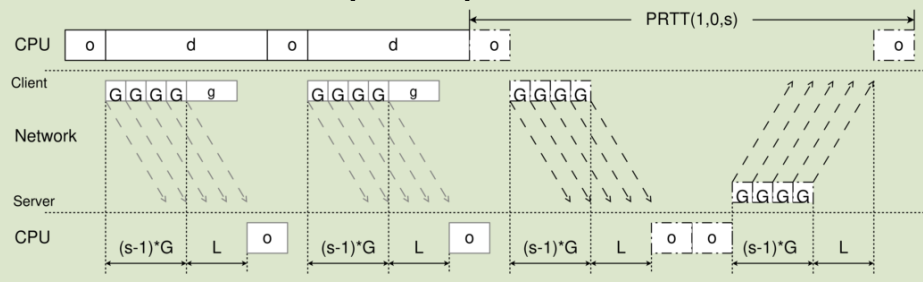 PRTT(1,0,s)
CPU o d o d o o
Client
G G G G g G G G G g G G G G
Network
Server
G G G G
CPU (s-1)*G L o (s-1)*G L o (s-1)*G L o o (s-1)*G L